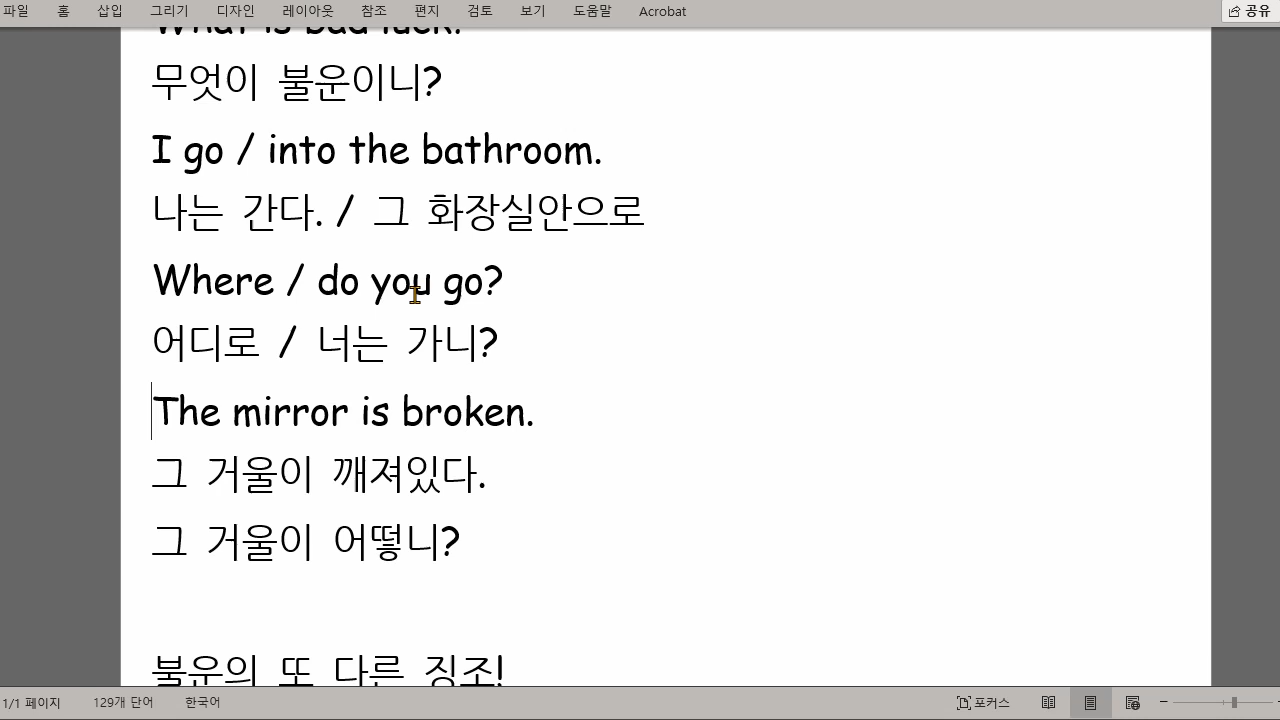 파일 홈 삽입 그리기 디자인 레이아웃 참조 편지 검토 보기 도움말 Acrobat 공유
What is bad luck.
무엇이 불운이니?
I go / into the bathroom.
나는 간다. / 그 화장실안으로
Where / do you go?
어디로 / 너는 가니?
The mirror is broken.
그 거울이 깨져있다.
그 거울이 어떻니?
불운의 또 다른 징조!
1/1 페이지 129개 단어 한국어 포커스